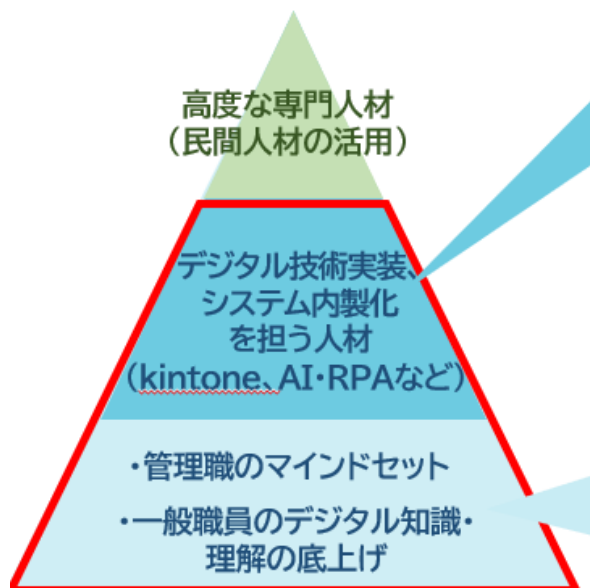 高度な専門人材
（民間人材の活用）
デジタル技術実装、
システム内製化
を担う人材
（kintone、AI・RPAなど）
・管理職のマインドセット
・一般職員のデジタル知識・
理解の底上げ